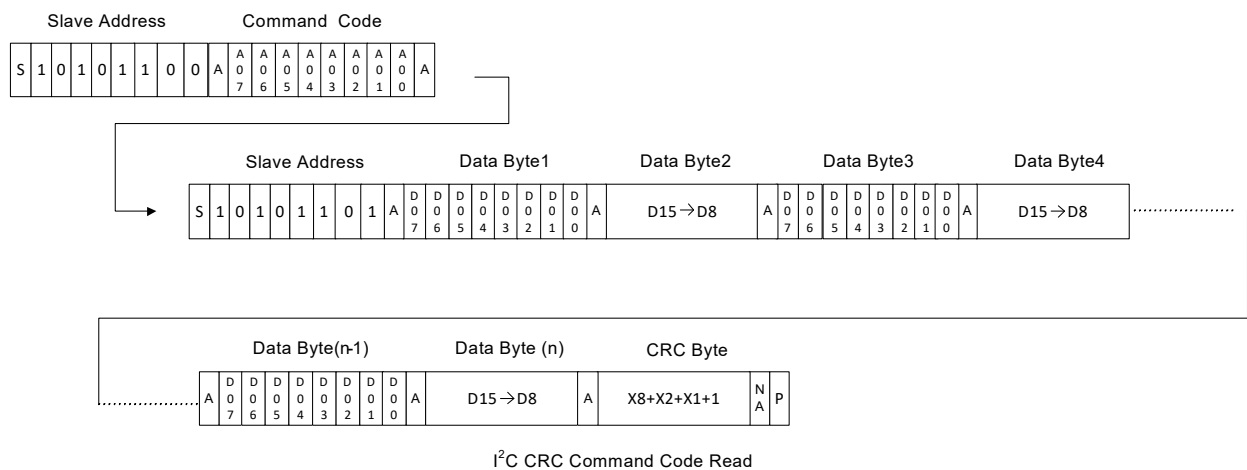 Slave Address Command Code
S 1 0 1 0 1 1 0 0 A A07 A06 A05 A04 A03 A02 A01 A00 A
Slave Address Data Byte1 Data Byte2 Data Byte3 Data Byte4
S 1 0 1 0 1 1 0 1 A D07 D06 D05 D04 D03 D02 D01 D00 A D15→D8 A D07 D06 D05 D04 D03 D02 D01 D00 A D15→D8
Data Byte(n-1) Data Byte (n) CRC Byte
A D07 D06 D05 D04 D03 D02 D01 D00 A D15→D8 A X8+X2+X1+1 NA P
I²C CRC Command Code Read